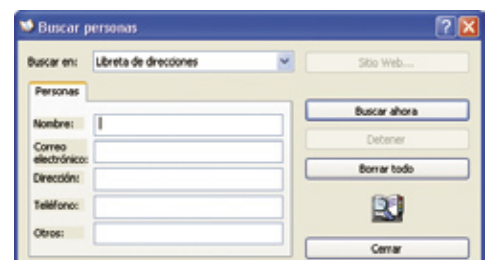 Buscar personas
Buscar en: Libreta de direcciones
Sitio Web...
Personas
Buscar ahora
Nombre:
Detener
Correo
electrónico:
Borrar todo
Dirección:
Teléfono:
Otros:
Cerrar